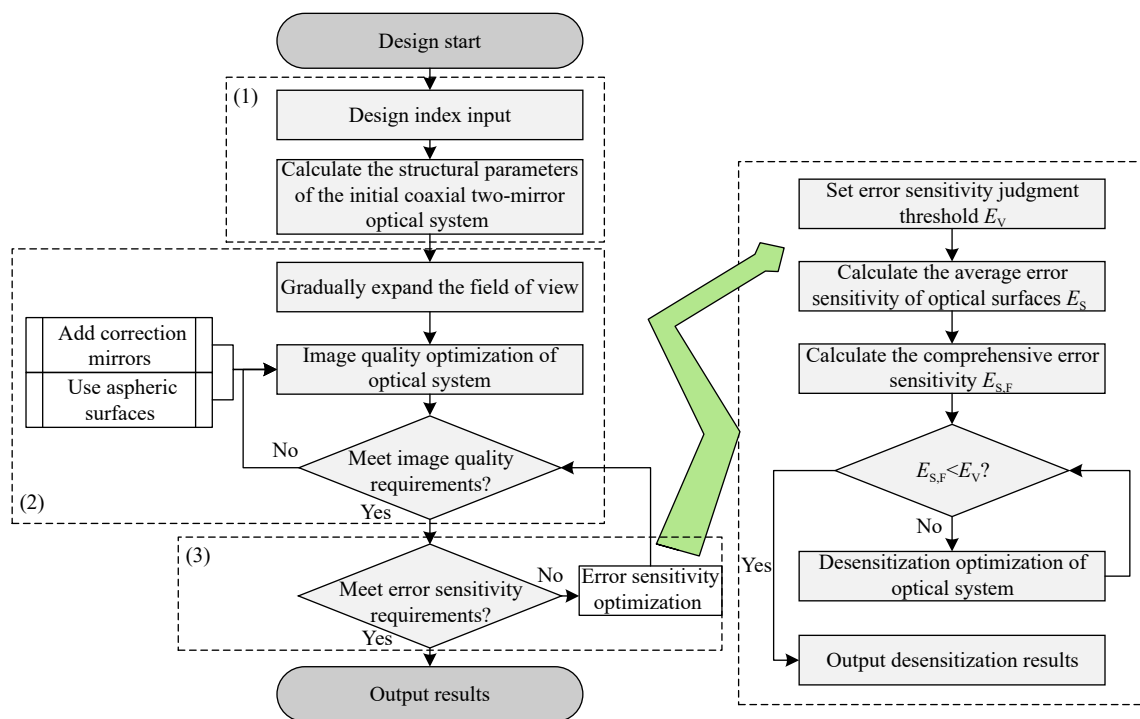 Design start
(1)
Design index input
Calculate the structural parameters
of the initial coaxial two-mirror
optical system
Gradually expand the field of view
Add correction
mirrors
Use aspheric
surfaces
Image quality optimization of
optical system
No
Meet image quality
requirements?
Yes
(2)
(3)
Meet error sensitivity
requirements?
No
Error sensitivity
optimization
Yes
Output results
Set error sensitivity judgment
threshold E_V
Calculate the average error
sensitivity of optical surfaces E_S
Calculate the comprehensive error
sensitivity E_S,F
E_S,F<E_V?
No
Yes
Desensitization optimization of
optical system
Output desensitization results